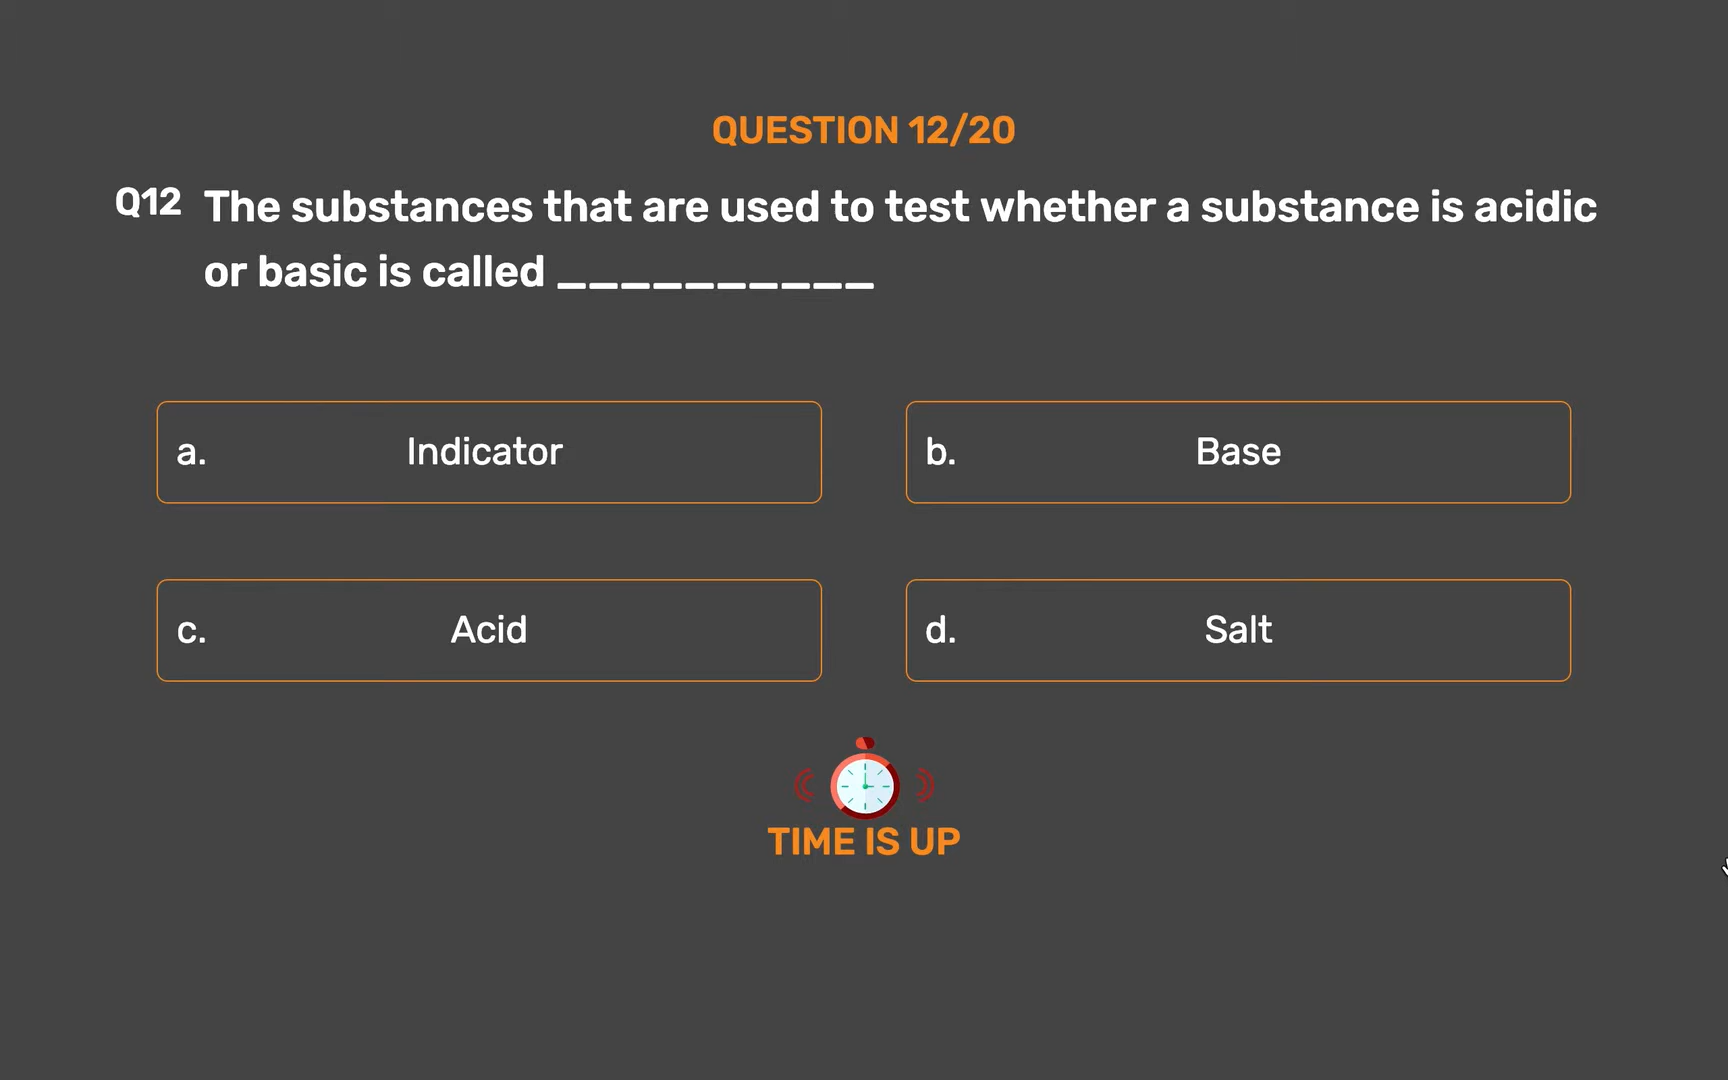 QUESTION 12/20
Q12 The substances that are used to test whether a substance is acidic
or basic is called __________
a. Indicator
b. Base
c. Acid
d. Salt
TIME IS UP